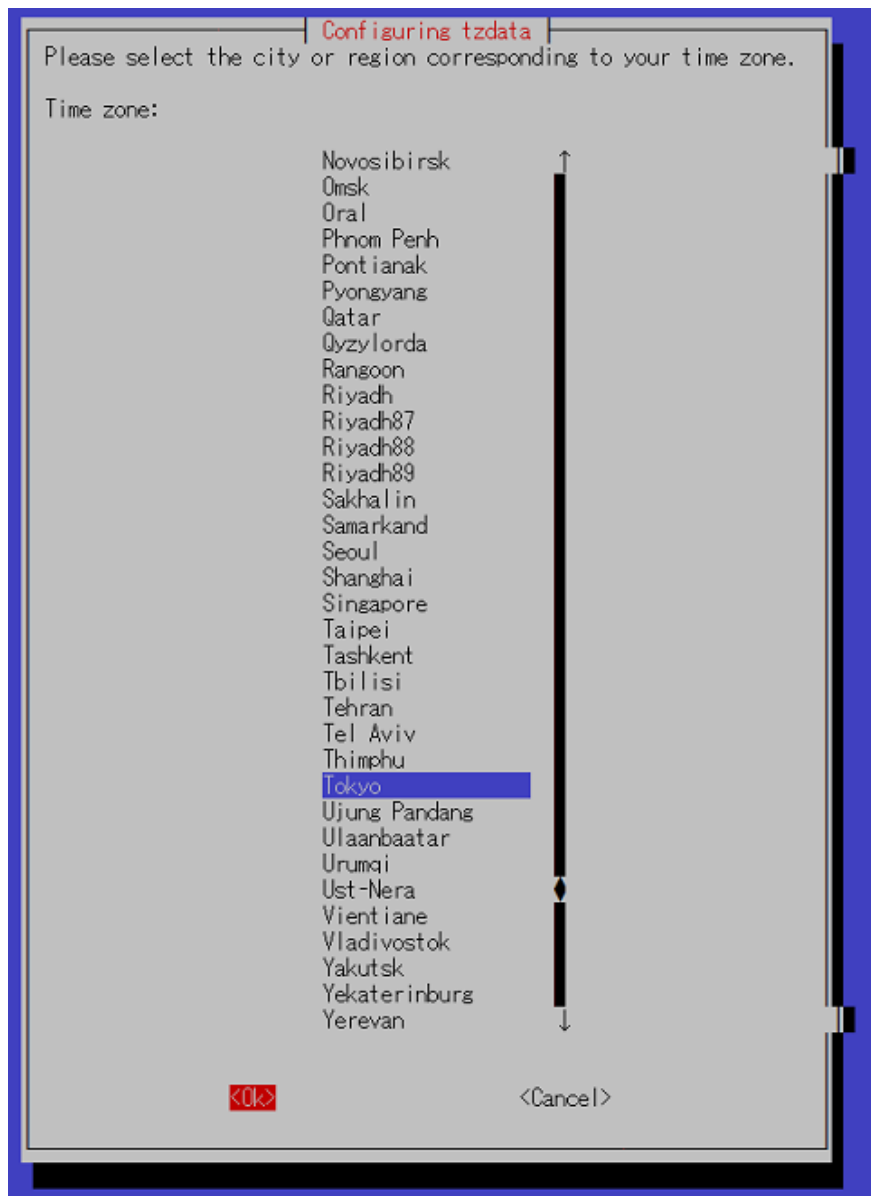 Configuring tzdata
Please select the city or region corresponding to your time zone.
Time zone:
Novosibirsk
Omsk
Oral
Phnom Penh
Pontianak
Pyongyang
Qatar
Qyzylorda
Rangoon
Riyadh
Riyadh87
Riyadh88
Riyadh89
Sakhalin
Samarkand
Seoul
Shanghai
Singapore
Taipei
Tashkent
Tbilisi
Tehran
Tel Aviv
Thimphu
Tokyo
Ujung Pandang
Ulaanbaatar
Urumqi
Ust-Nera
Vientiane
Vladivostok
Yakutsk
Yekaterinburg
Yerevan
<Ok> <Cancel>